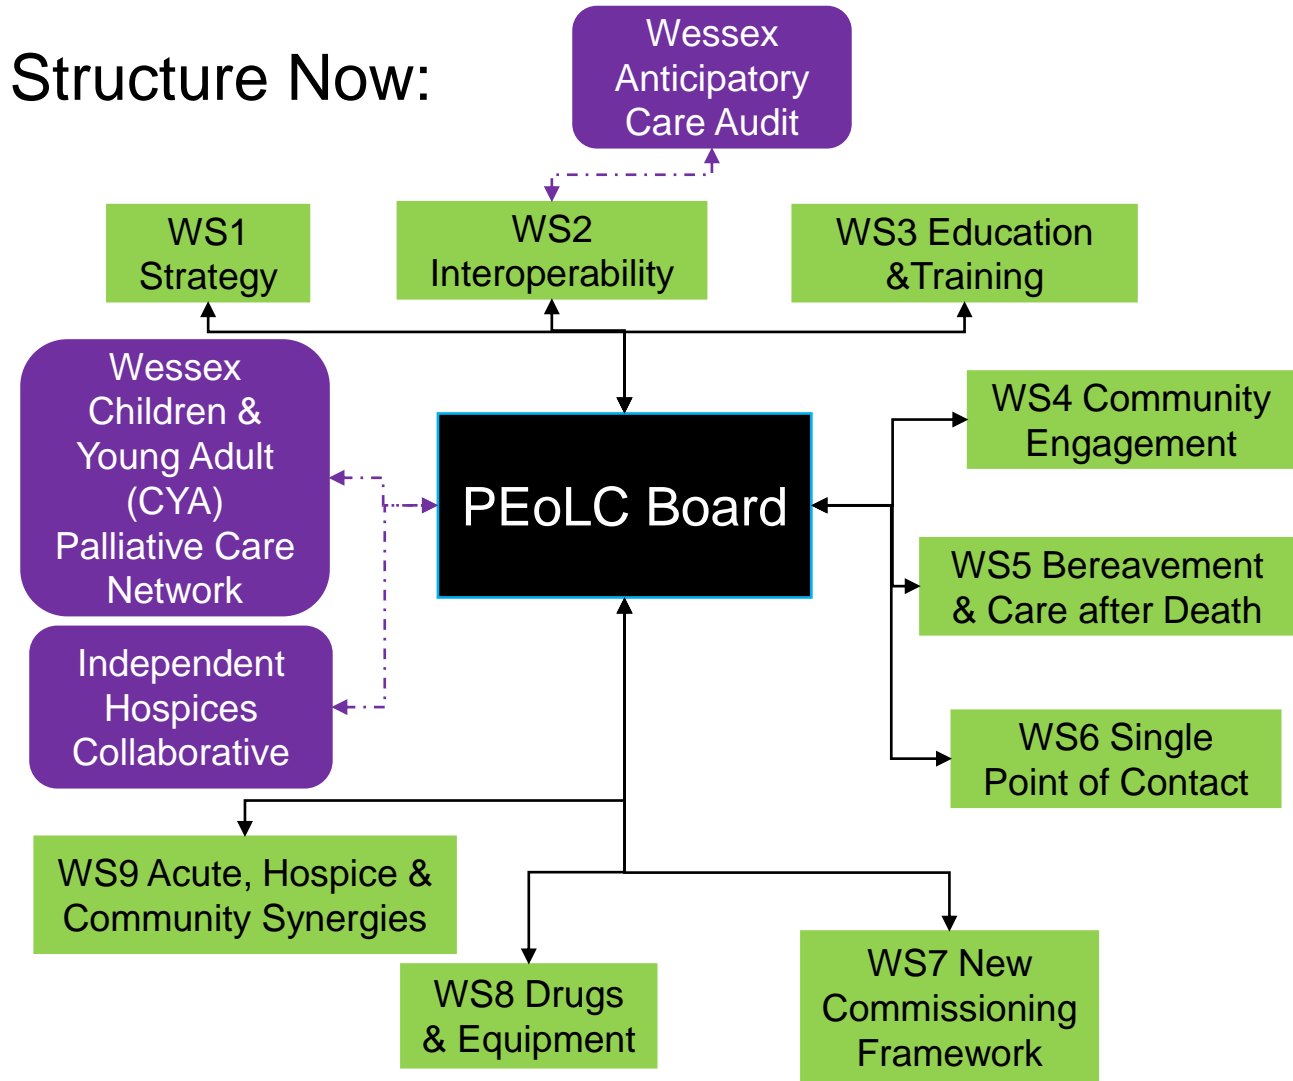 Structure Now:
Wessex
Anticipatory
Care Audit
WS1
Strategy
WS2
Interoperability
WS3 Education
&Training
Wessex
Children &
Young Adult
(CYA)
Palliative Care
Network
PEoLC Board
WS4 Community
Engagement
WS5 Bereavement
& Care after Death
Independent
Hospices
Collaborative
WS6 Single
Point of Contact
WS9 Acute, Hospice &
Community Synergies
WS8 Drugs
& Equipment
WS7 New
Commissioning
Framework